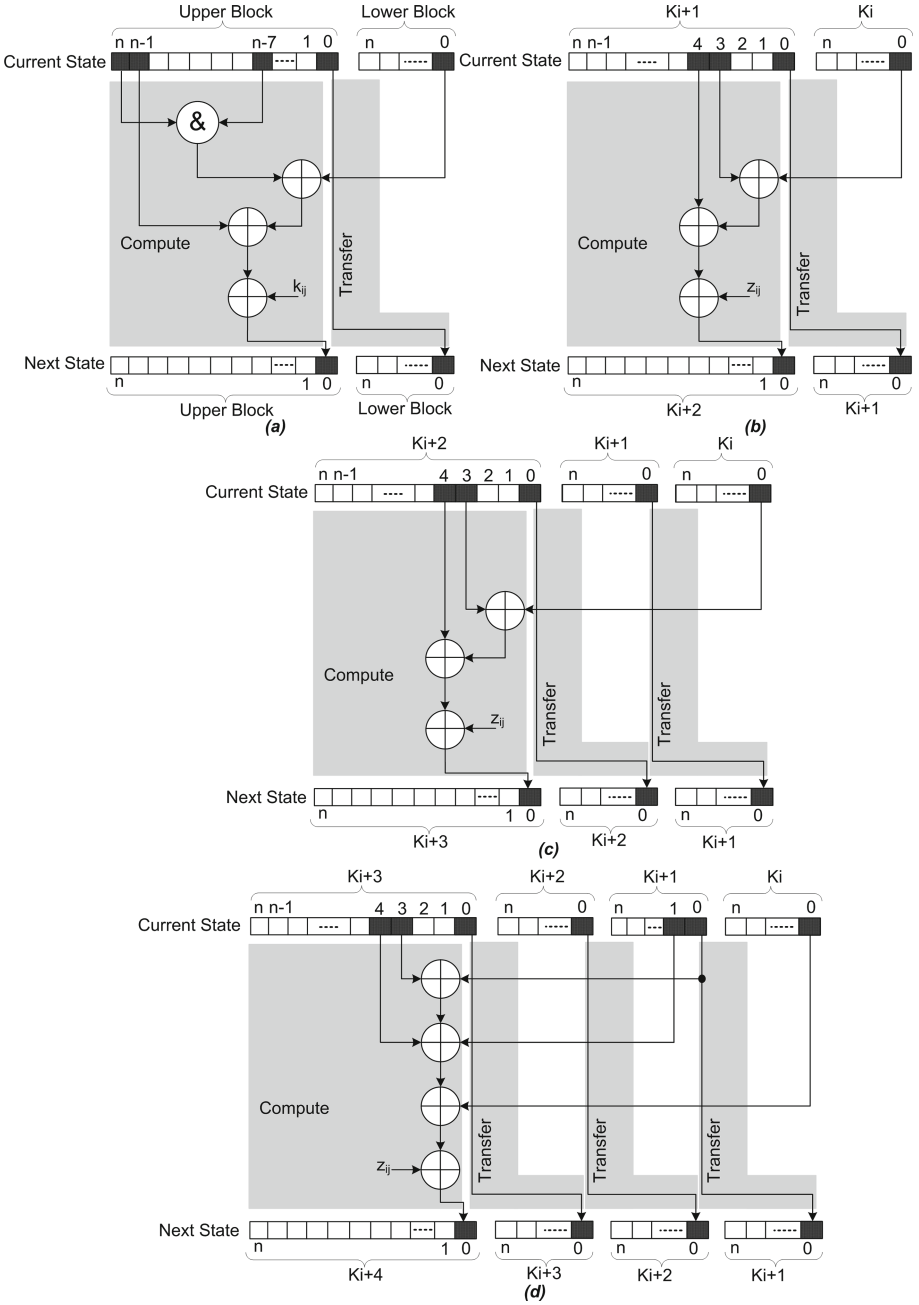 Upper Block Lower Block
n n-1 n-7 1 0 n 0
Current State
&
Compute
Transfer
kij
Next State
n 1 0 n 0
Upper Block Lower Block
(a)
Ki+1 Ki
n n-1 4 3 2 1 0 n 0
Current State
Compute
Transfer
zij
Next State
n 1 0 n 0
Ki+2 Ki+1
(b)
Ki+2 Ki+1 Ki
n n-1 4 3 2 1 0 n 0 n 0
Current State
Compute
Transfer
Transfer
zij
Next State
n 1 0 n 0 n 0
Ki+3 Ki+2 Ki+1
(c)
Ki+3 Ki+2 Ki+1 Ki
n n-1 4 3 2 1 0 n 0 n 1 0 n 0
Current State
Compute
Transfer
Transfer
Transfer
zij
Next State
n 1 0 n 0 n 0 n 0
Ki+4 Ki+3 Ki+2 Ki+1
(d)